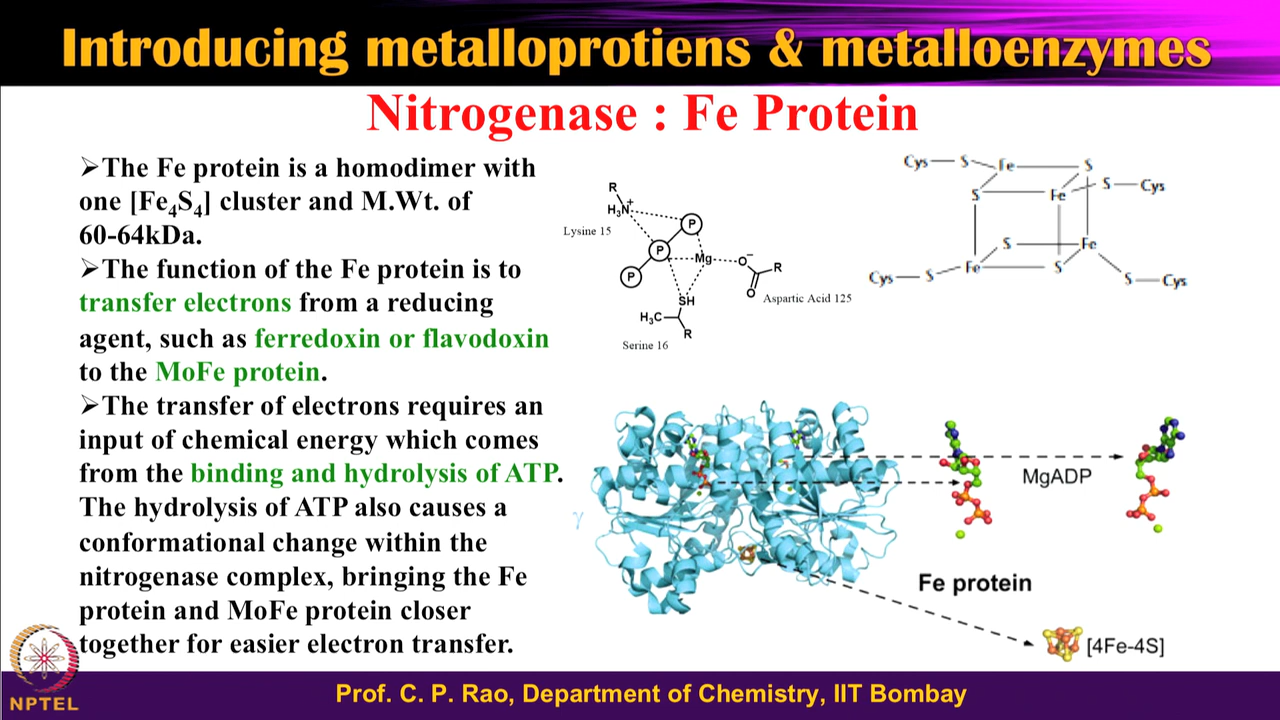 Introducing metalloprotiens & metalloenzymes
Nitrogenase : Fe Protein
➢The Fe protein is a homodimer with
one [Fe₄S₄] cluster and M.Wt. of
60-64kDa.
➢The function of the Fe protein is to
transfer electrons from a reducing
agent, such as ferredoxin or flavodoxin
to the MoFe protein.
➢The transfer of electrons requires an
input of chemical energy which comes
from the binding and hydrolysis of ATP.
The hydrolysis of ATP also causes a
conformational change within the
nitrogenase complex, bringing the Fe
protein and MoFe protein closer
together for easier electron transfer.
R
H₃N⁺
Lysine 15
P
P
P
Mg
O⁻
R
O
Aspartic Acid 125
SH
H₃C
R
Serine 16
Cys—S Fe S
S Fe S—Cys
S Fe
Cys—S Fe S
S—Cys
MgADP
γ
Fe protein
[4Fe-4S]
NPTEL
Prof. C. P. Rao, Department of Chemistry, IIT Bombay